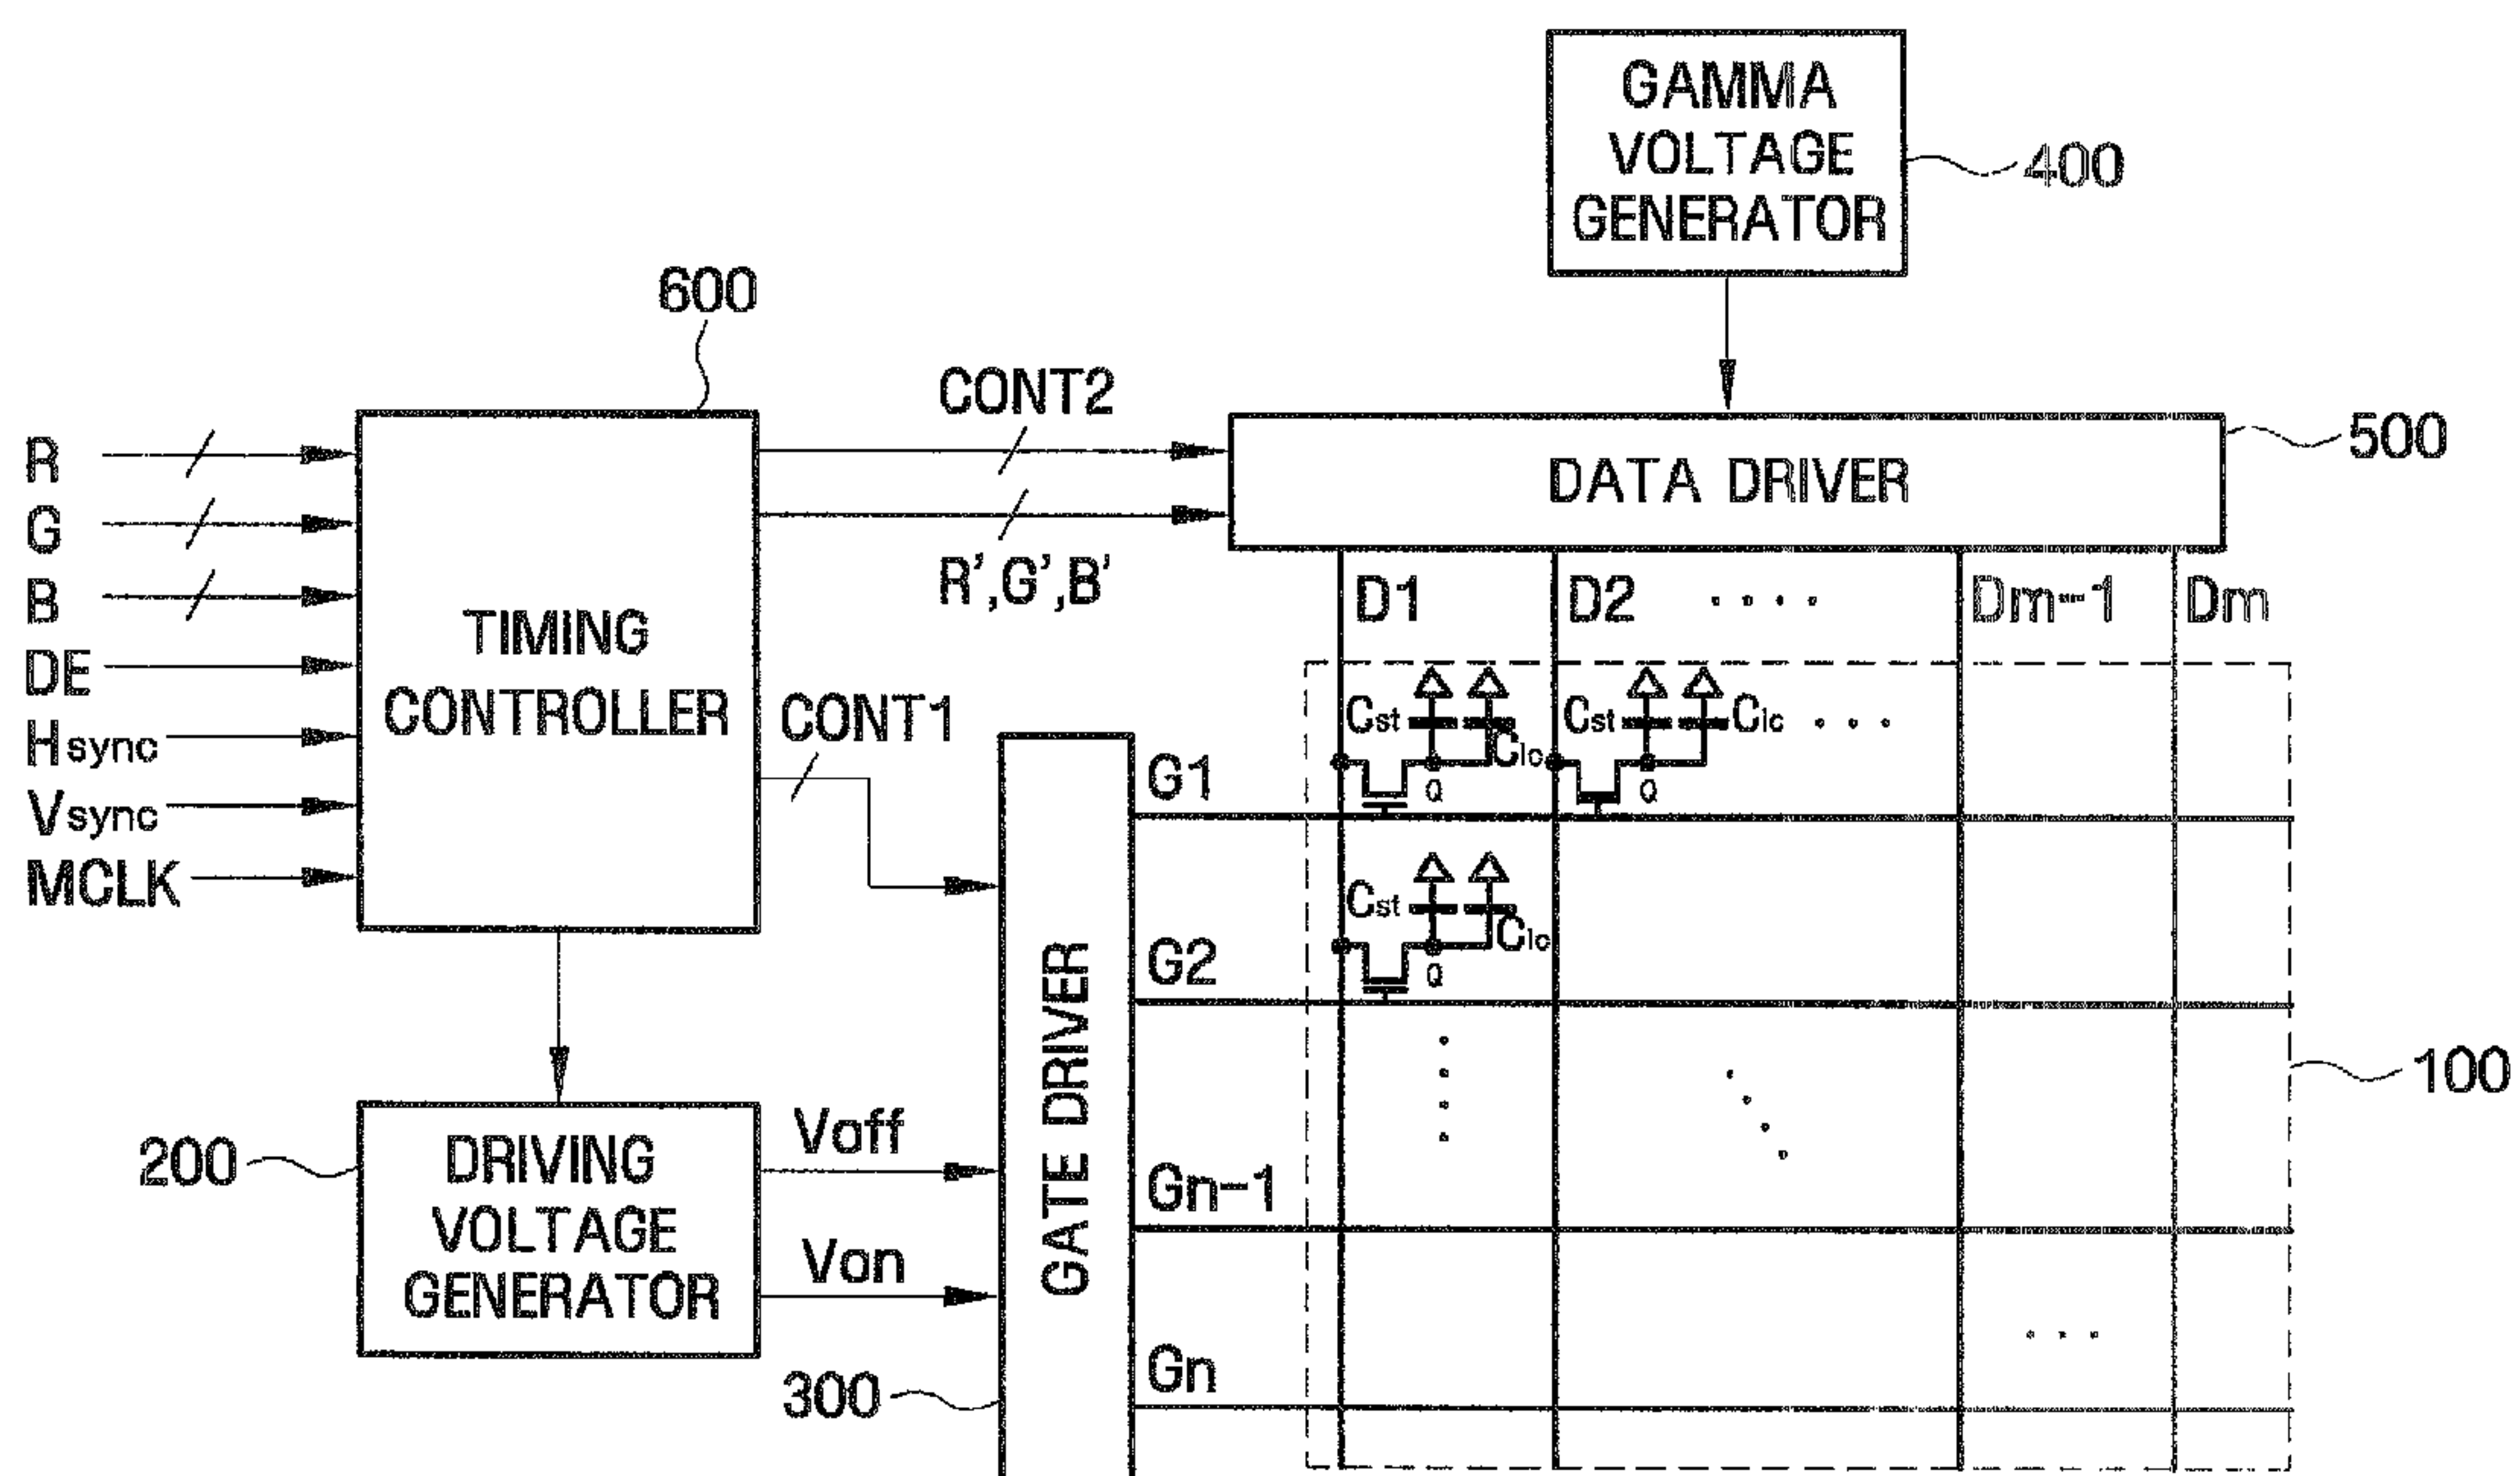 GAMMA
VOLTAGE
GENERATOR
400
600
CONT2
R
G
B
DE
Hsync
Vsync
MCLK
TIMING
CONTROLLER
R',G',B'
DATA DRIVER
500
D1 D2 .... Dm-1 Dm
CONT1
Cst Clc Cst Clc ...
G1
Q Q
Cst Clc
G2
Q
GATE DRIVER
100
200
DRIVING
VOLTAGE
GENERATOR
Vaff
Van
Gn-1
...
Gn
300